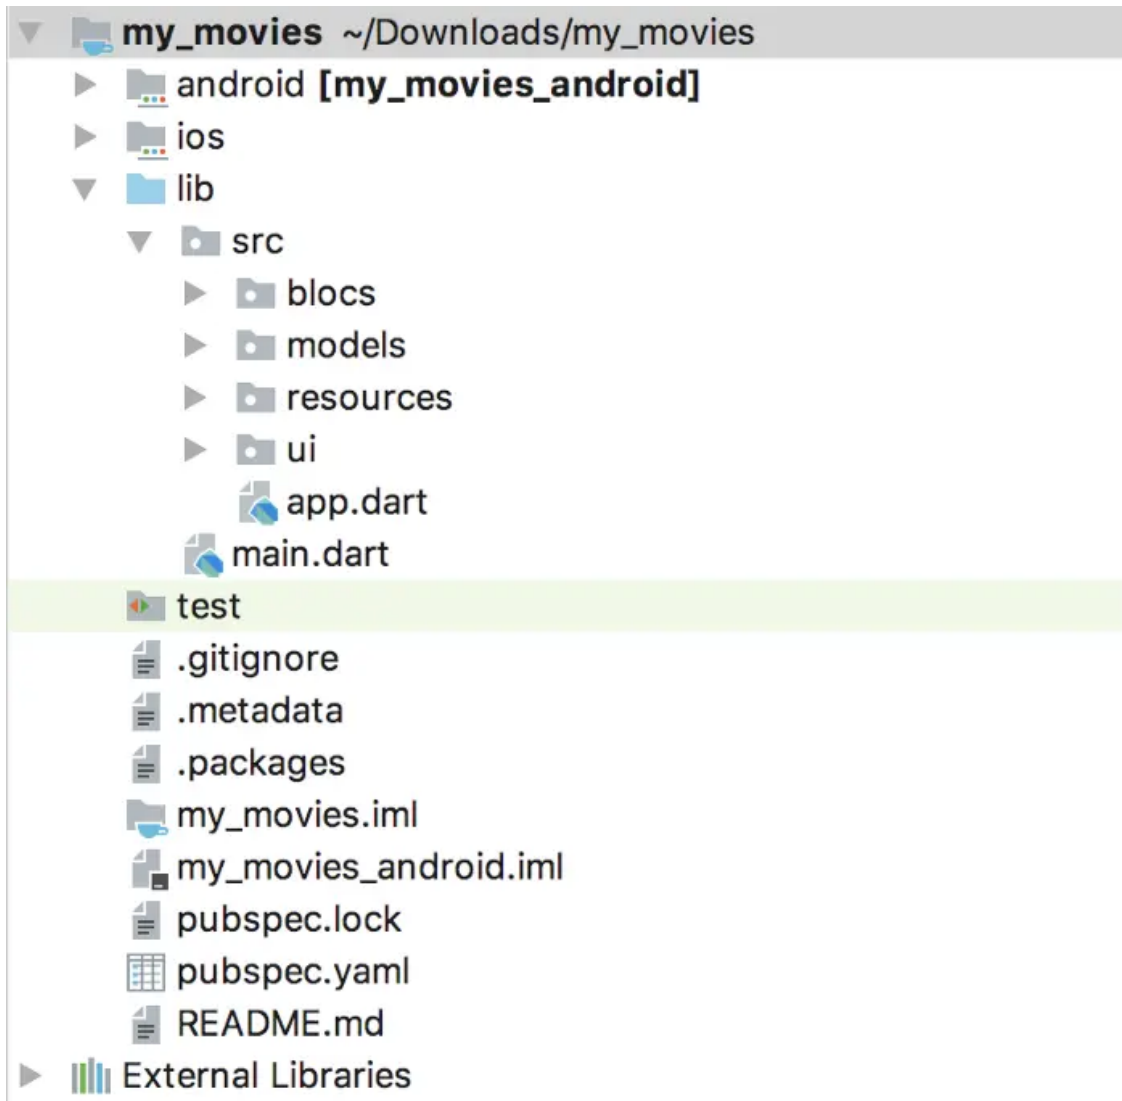 my_movies ~/Downloads/my_movies
android [my_movies_android]
ios
lib
src
blocs
models
resources
ui
app.dart
main.dart
test
.gitignore
.metadata
.packages
my_movies.iml
my_movies_android.iml
pubspec.lock
pubspec.yaml
README.md
External Libraries